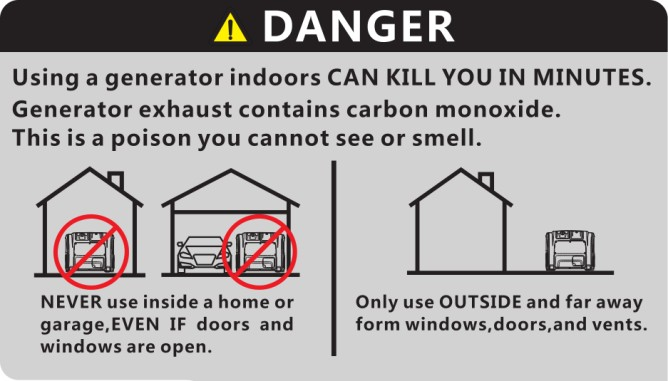 DANGER
Using a generator indoors CAN KILL YOU IN MINUTES.
Generator exhaust contains carbon monoxide.
This is a poison you cannot see or smell.
NEVER use inside a home or
garage,EVEN IF doors and
windows are open.
Only use OUTSIDE and far away
form windows,doors,and vents.